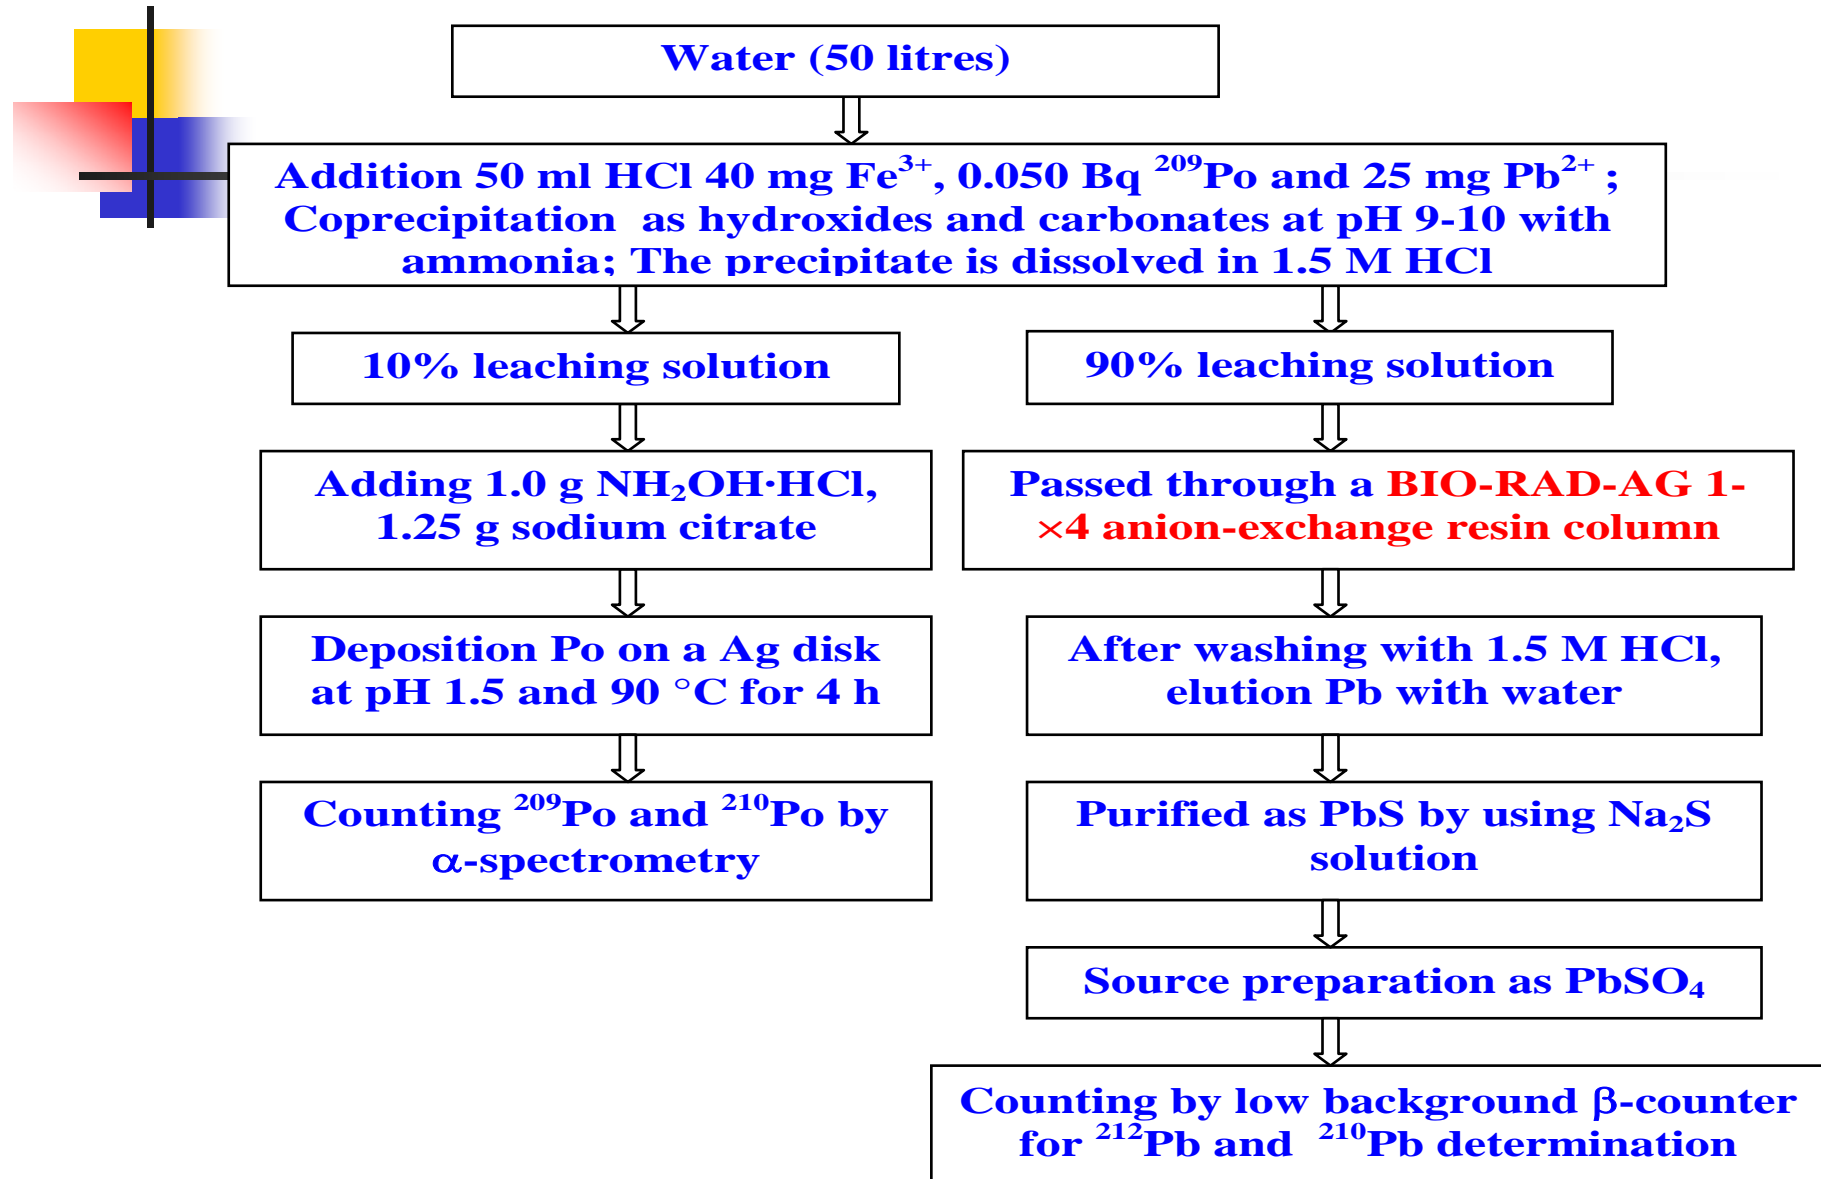 Water (50 litres)
Addition 50 ml HCl 40 mg Fe³⁺, 0.050 Bq ²⁰⁹Po and 25 mg Pb²⁺ ;
Coprecipitation as hydroxides and carbonates at pH 9-10 with
ammonia; The precipitate is dissolved in 1.5 M HCl
10% leaching solution
90% leaching solution
Adding 1.0 g NH₂OH·HCl,
1.25 g sodium citrate
Passed through a BIO-RAD-AG 1-
×4 anion-exchange resin column
Deposition Po on a Ag disk
at pH 1.5 and 90 °C for 4 h
After washing with 1.5 M HCl,
elution Pb with water
Counting ²⁰⁹Po and ²¹⁰Po by
α-spectrometry
Purified as PbS by using Na₂S
solution
Source preparation as PbSO₄
Counting by low background β-counter
for ²¹²Pb and ²¹⁰Pb determination